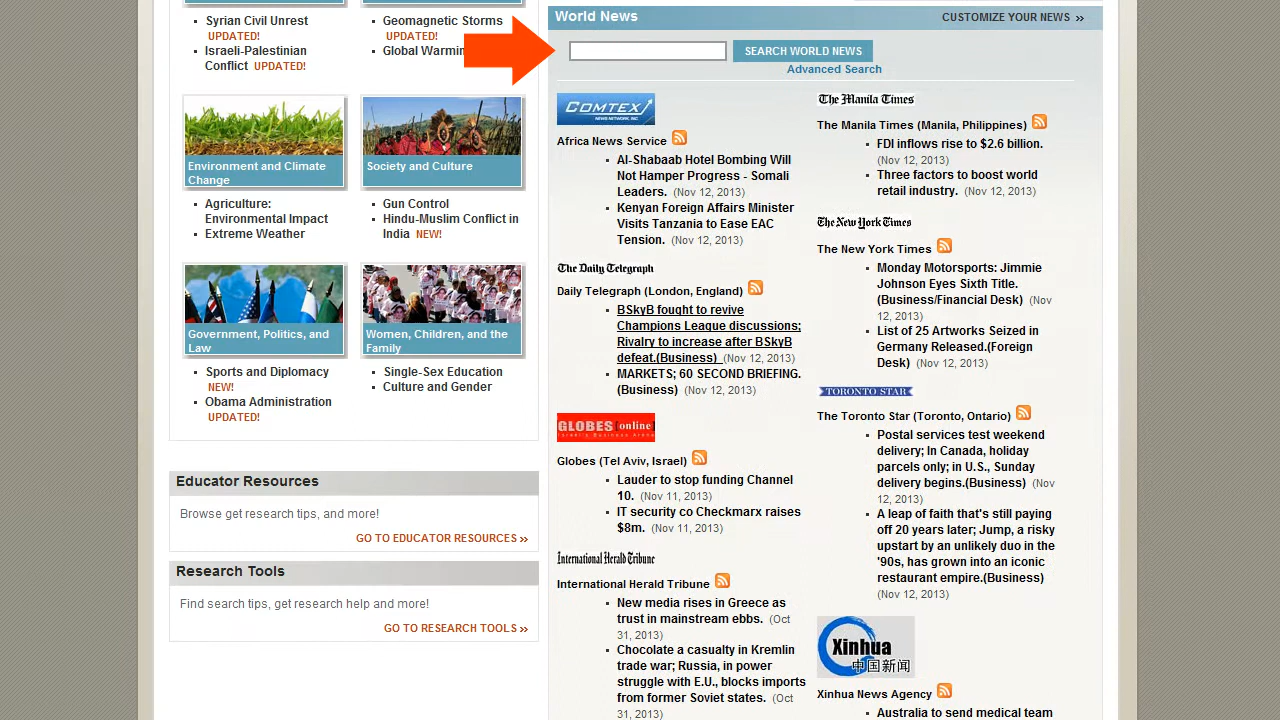 Syrian Civil Unrest
UPDATED!
Israeli-Palestinian
Conflict UPDATED!
Geomagnetic Storms
UPDATED!
Environment and Climate
Change
Agriculture:
Environmental Impact
Extreme Weather
Society and Culture
Gun Control
Hindu-Muslim Conflict in
India NEW!
Government, Politics, and
Law
Sports and Diplomacy
NEW!
Obama Administration
UPDATED!
Women, Children, and the
Family
Single-Sex Education
Culture and Gender
Educator Resources
Browse get research tips, and more!
GO TO EDUCATOR RESOURCES »
Research Tools
Find search tips, get research help and more!
GO TO RESEARCH TOOLS »
World News
CUSTOMIZE YOUR NEWS »
SEARCH WORLD NEWS
Advanced Search
COMTEX
NEWS NETWORK, INC
Africa News Service
Al-Shabaab Hotel Bombing Will
Not Hamper Progress - Somali
Leaders. (Nov 12, 2013)
Kenyan Foreign Affairs Minister
Visits Tanzania to Ease EAC
Tension. (Nov 12, 2013)
The Daily Telegraph
Daily Telegraph (London, England)
BSkyB fought to revive
Champions League discussions;
Rivalry to increase after BSkyB
defeat.(Business) (Nov 12, 2013)
MARKETS; 60 SECOND BRIEFING.
(Business) (Nov 12, 2013)
GLOBES [online]
Israel's Business Arena
Globes (Tel Aviv, Israel)
Lauder to stop funding Channel
10. (Nov 11, 2013)
IT security co Checkmarx raises
$8m. (Nov 11, 2013)
International Herald Tribune
International Herald Tribune
New media rises in Greece as
trust in mainstream ebbs. (Oct
31, 2013)
Chocolate a casualty in Kremlin
trade war; Russia, in power
struggle with E.U., blocks imports
from former Soviet states. (Oct
31, 2013)
The Manila Times
The Manila Times (Manila, Philippines)
FDI inflows rise to $2.6 billion.
(Nov 12, 2013)
Three factors to boost world
retail industry. (Nov 12, 2013)
The New York Times
The New York Times
Monday Motorsports: Jimmie
Johnson Eyes Sixth Title.
(Business/Financial Desk) (Nov
12, 2013)
List of 25 Artworks Seized in
Germany Released.(Foreign
Desk) (Nov 12, 2013)
TORONTO STAR
The Toronto Star (Toronto, Ontario)
Postal services test weekend
delivery; In Canada, holiday
parcels only; in U.S., Sunday
delivery begins.(Business) (Nov
12, 2013)
A leap of faith that's still paying
off 20 years later; Jump, a risky
upstart by an unlikely duo in the
'90s, has grown into an iconic
restaurant empire.(Business)
(Nov 12, 2013)
Xinhua
中国新闻
Xinhua News Agency
Australia to send medical team